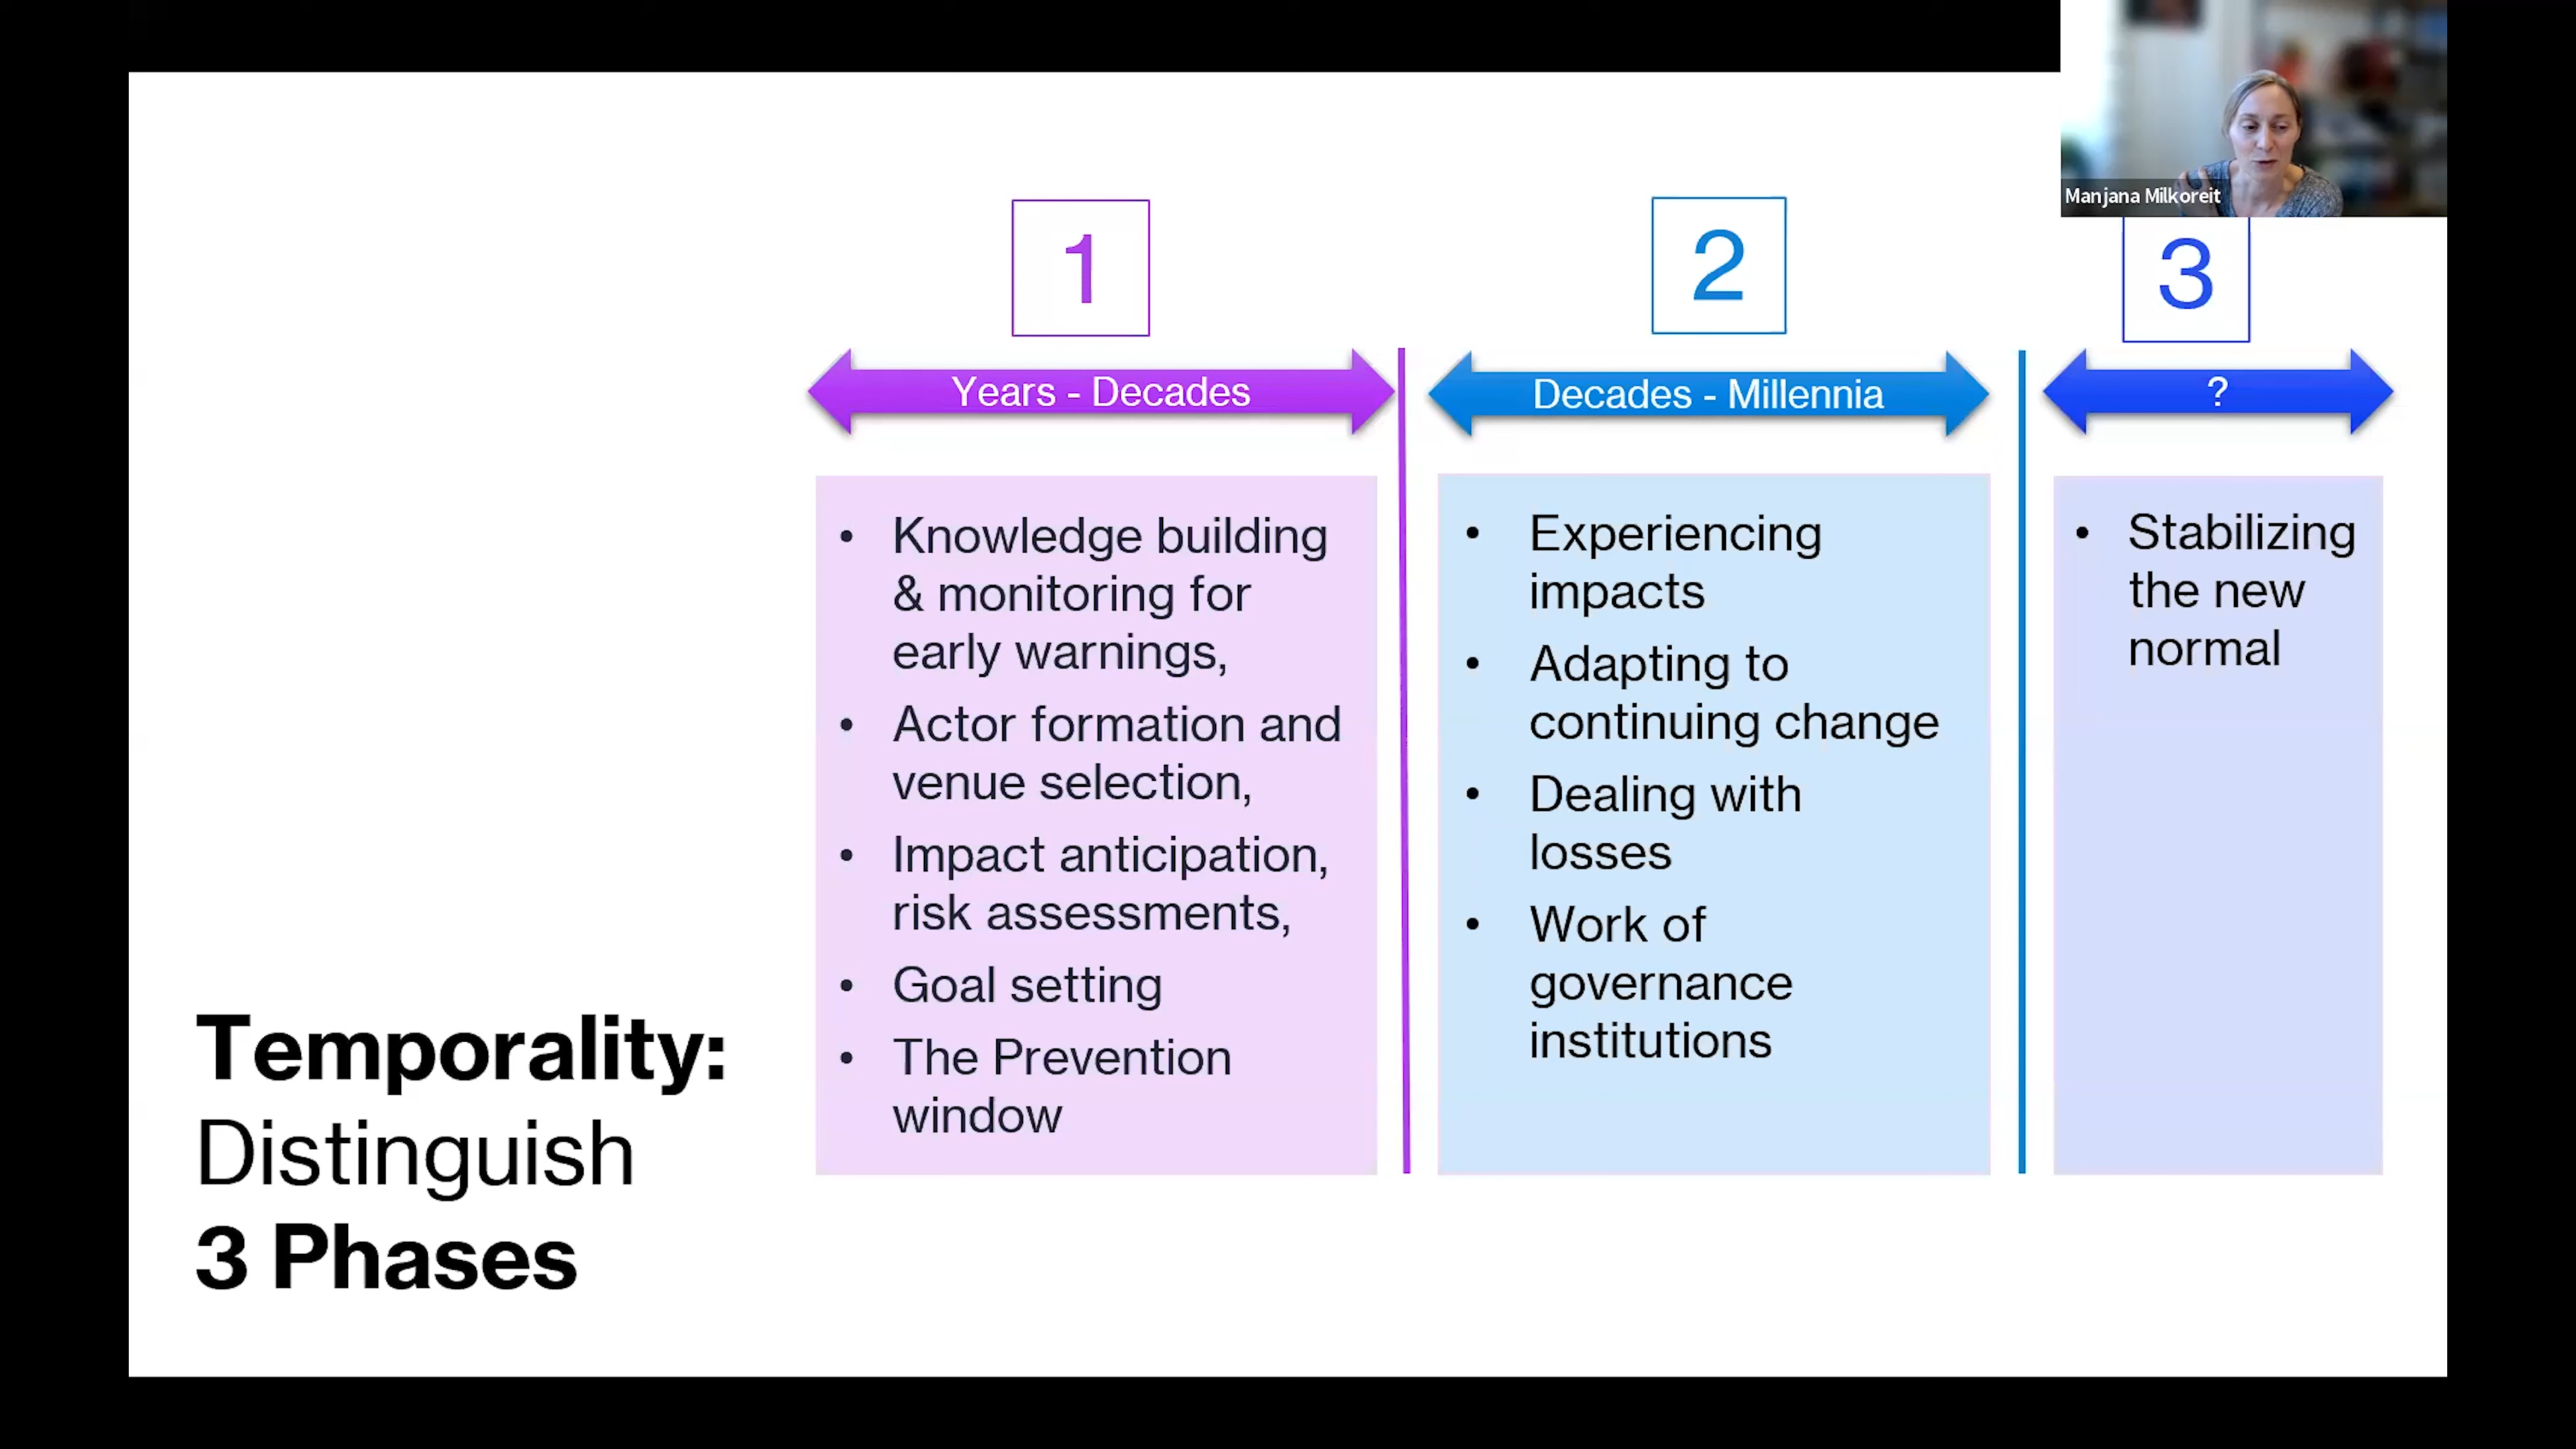 Manjana Milkoreit
1
2
3
Years - Decades
Decades - Millennia
?
• Knowledge building
& monitoring for
early warnings,
• Actor formation and
venue selection,
• Impact anticipation,
risk assessments,
• Goal setting
• The Prevention
window
• Experiencing
impacts
• Adapting to
continuing change
• Dealing with
losses
• Work of
governance
institutions
• Stabilizing
the new
normal
Temporality:
Distinguish
3 Phases